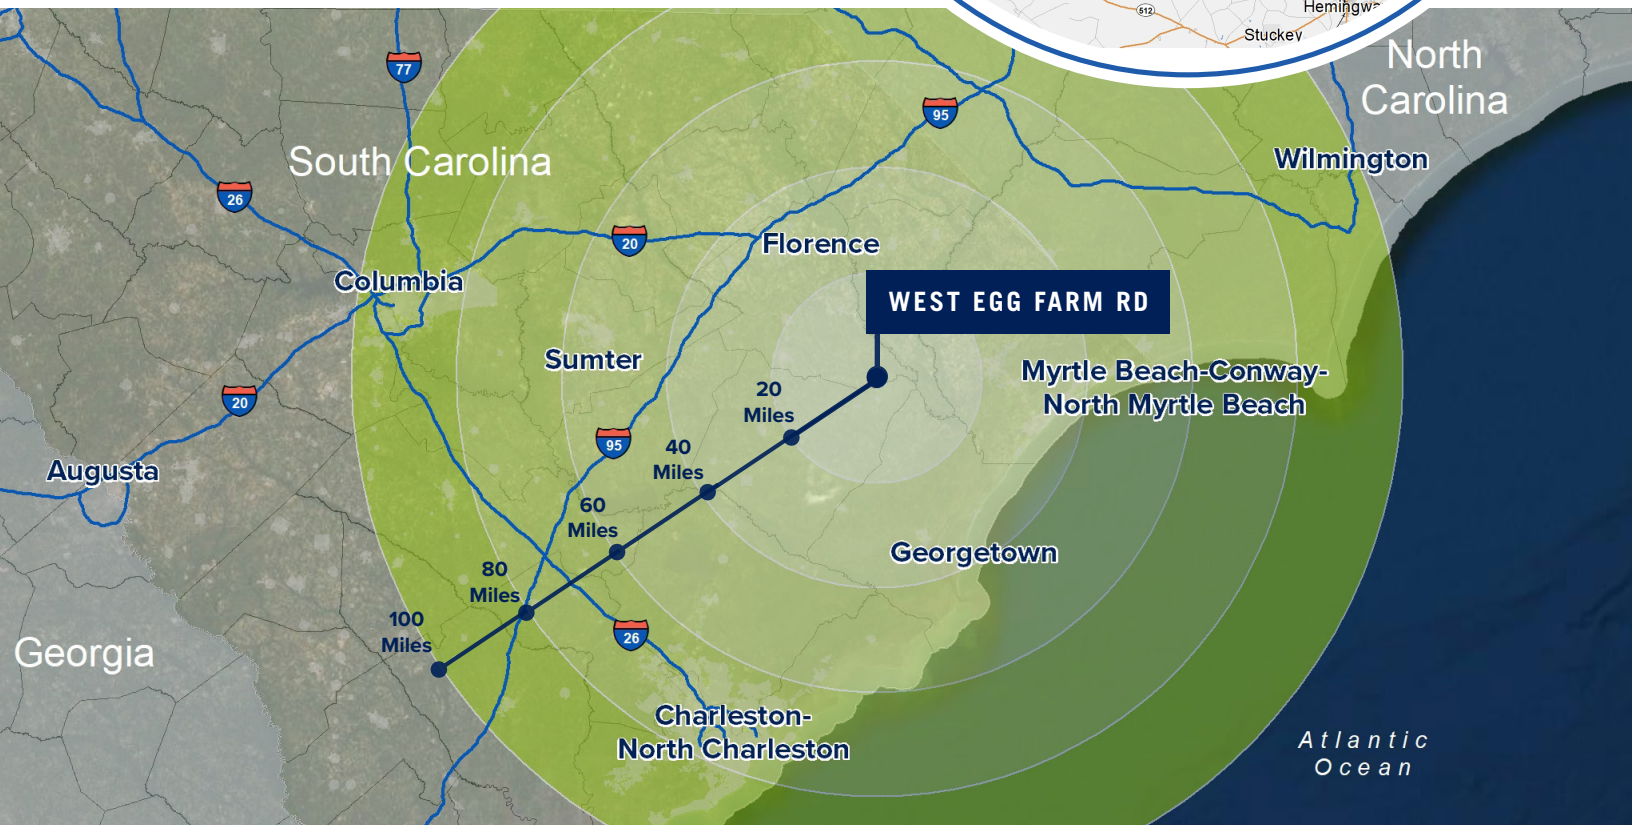 512
Hemingwa
Stuckey
North
Carolina
77
95
South Carolina
Wilmington
26
20
Florence
Columbia
WEST EGG FARM RD
Sumter
Myrtle Beach-Conway-
North Myrtle Beach
20
Miles
20
95
40
Miles
Augusta
60
Miles
Georgetown
80
Miles
100
Miles
26
Georgia
Charleston-
North Charleston
Atlantic
Ocean